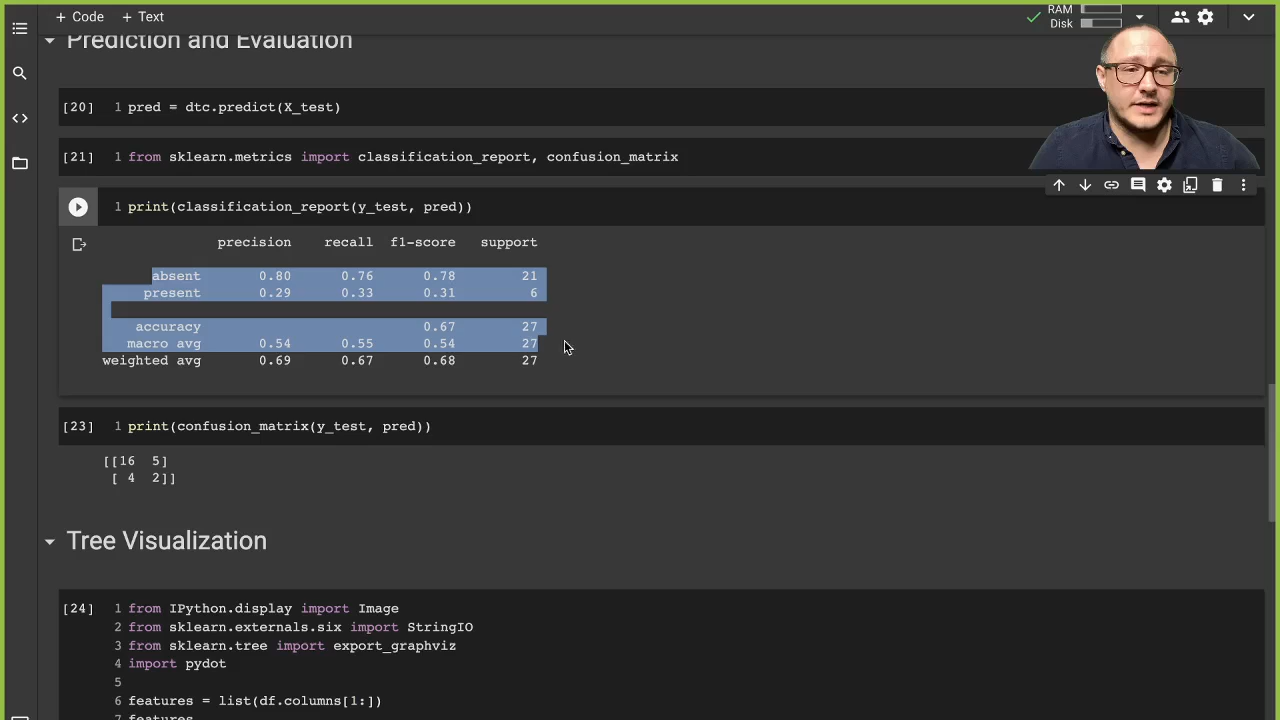 + Code + Text
RAM
Disk
Prediction and Evaluation
[20] 1 pred = dtc.predict(X_test)
[21] 1 from sklearn.metrics import classification_report, confusion_matrix
1 print(classification_report(y_test, pred))
precision recall f1-score support
absent 0.80 0.76 0.78 21
present 0.29 0.33 0.31 6
accuracy 0.67 27
macro avg 0.54 0.55 0.54 27
weighted avg 0.69 0.67 0.68 27
[23] 1 print(confusion_matrix(y_test, pred))
[[16 5]
[ 4 2]]
Tree Visualization
[24] 1 from IPython.display import Image
2 from sklearn.externals.six import StringIO
3 from sklearn.tree import export_graphviz
4 import pydot
5
6 features = list(df.columns[1:])
7 features